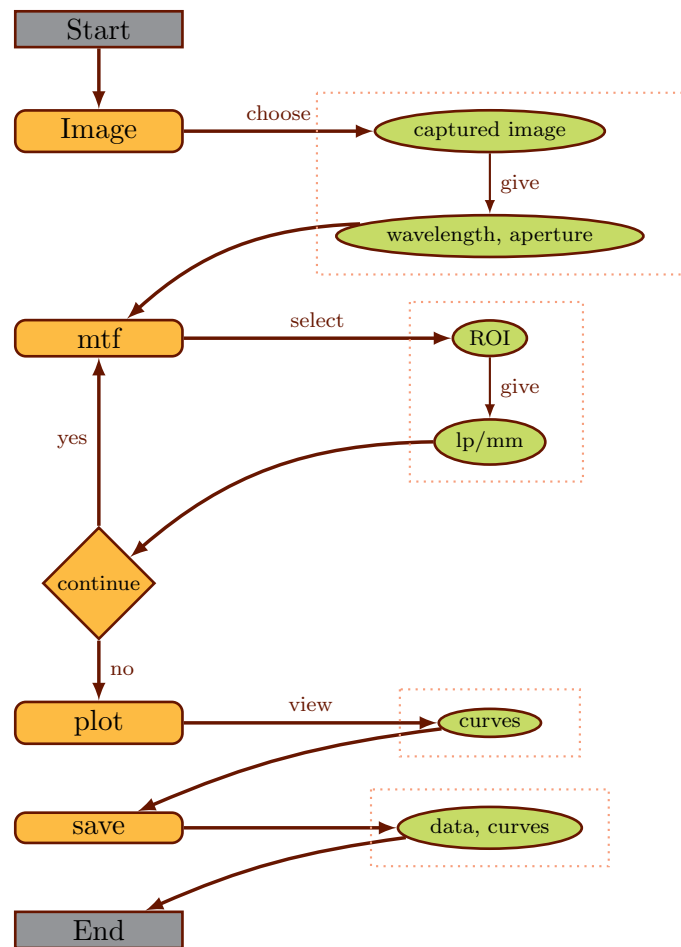 Start
Image
choose
captured image
give
wavelength, aperture
mtf
select
ROI
give
lp/mm
yes
continue
no
plot
view
curves
save
data, curves
End